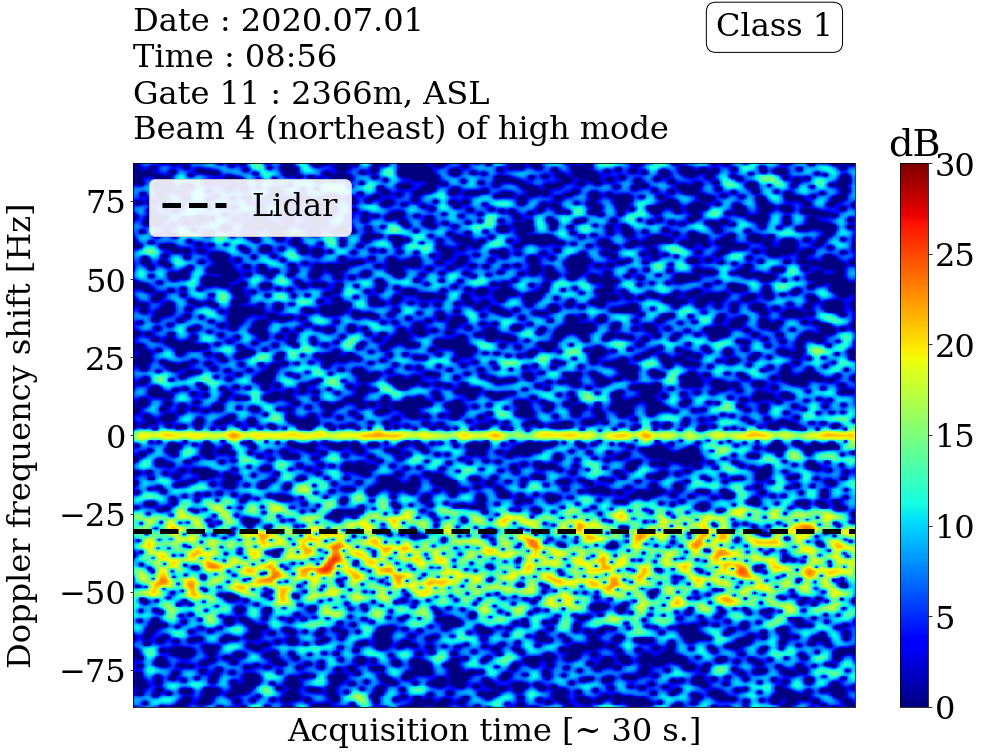 Date : 2020.07.01
Class 1
Time : 08:56
Gate 11 : 2366m, ASL
Beam 4 (northeast) of high mode
dB
Lidar
Doppler frequency shift [Hz]
75
50
25
0
−25
−50
−75
30
25
20
15
10
5
0
Acquisition time [~ 30 s.]